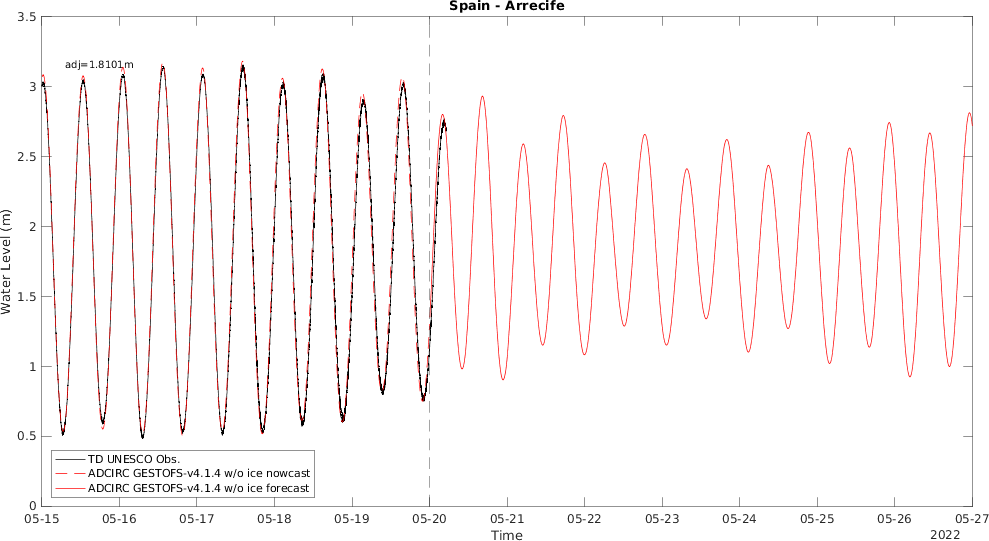 Spain - Arrecife
adj=1.8101m
Water Level (m)
3.5
3
2.5
2
1.5
1
0.5
0
TD UNESCO Obs.
ADCIRC GESTOFS-v4.1.4 w/o ice nowcast
ADCIRC GESTOFS-v4.1.4 w/o ice forecast
05-15 05-16 05-17 05-18 05-19 05-20 05-21 05-22 05-23 05-24 05-25 05-26 05-27
Time
2022